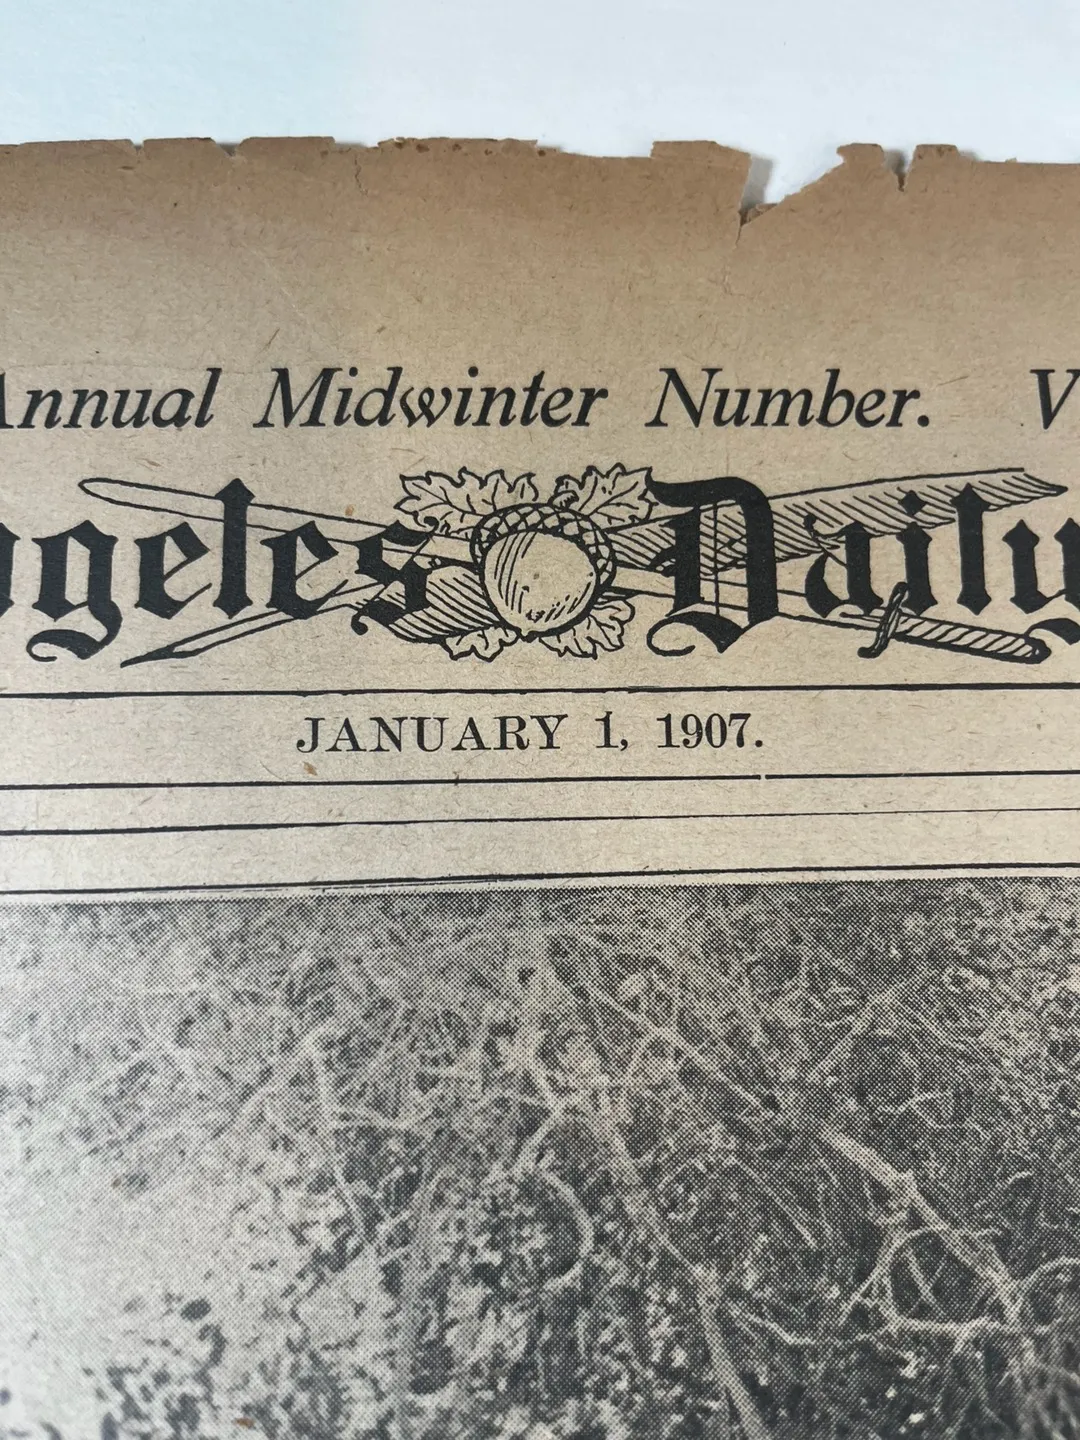 Annual Midwinter Number. V
ngeles Daily
JANUARY 1, 1907.